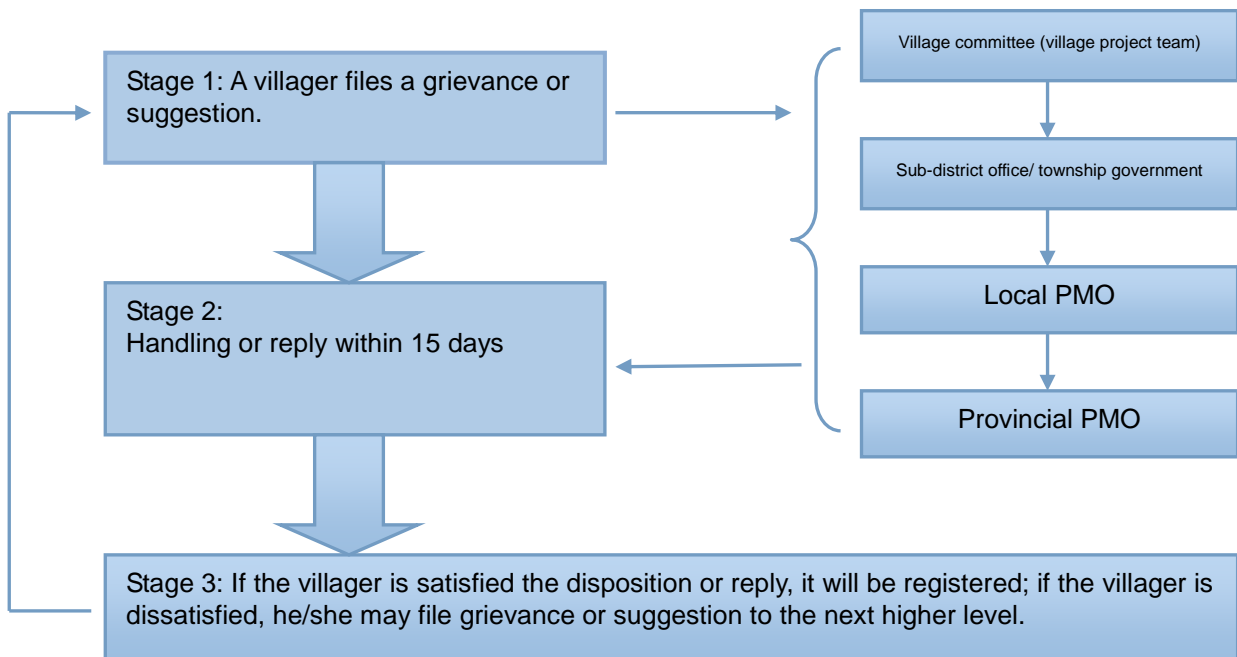 Stage 1: A villager files a grievance or
suggestion.
Stage 2:
Handling or reply within 15 days
Stage 3: If the villager is satisfied the disposition or reply, it will be registered; if the villager is
dissatisfied, he/she may file grievance or suggestion to the next higher level.
Village committee (village project team)
Sub-district office/ township government
Local PMO
Provincial PMO